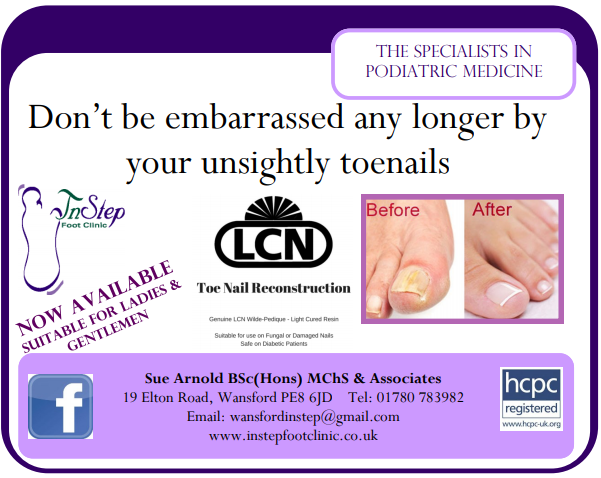 THE SPECIALISTS IN
PODIATRIC MEDICINE
Don’t be embarrassed any longer by
your unsightly toenails
InStep
Foot Clinic
NOW AVAILABLE
SUITABLE FOR LADIES &
GENTLEMEN
LCN
Toe Nail Reconstruction
Genuine LCN Wilde-Pedique - Light Cured Resin
Suitable for use on Fungal or Damaged Nails
Safe on Diabetic Patients
Before After
Sue Arnold BSc(Hons) MChS & Associates
19 Elton Road, Wansford PE8 6JD Tel: 01780 783982
Email: wansfordinstep@gmail.com
www.instepfootclinic.co.uk
f
hcpc
registered
www.hcpc-uk.org